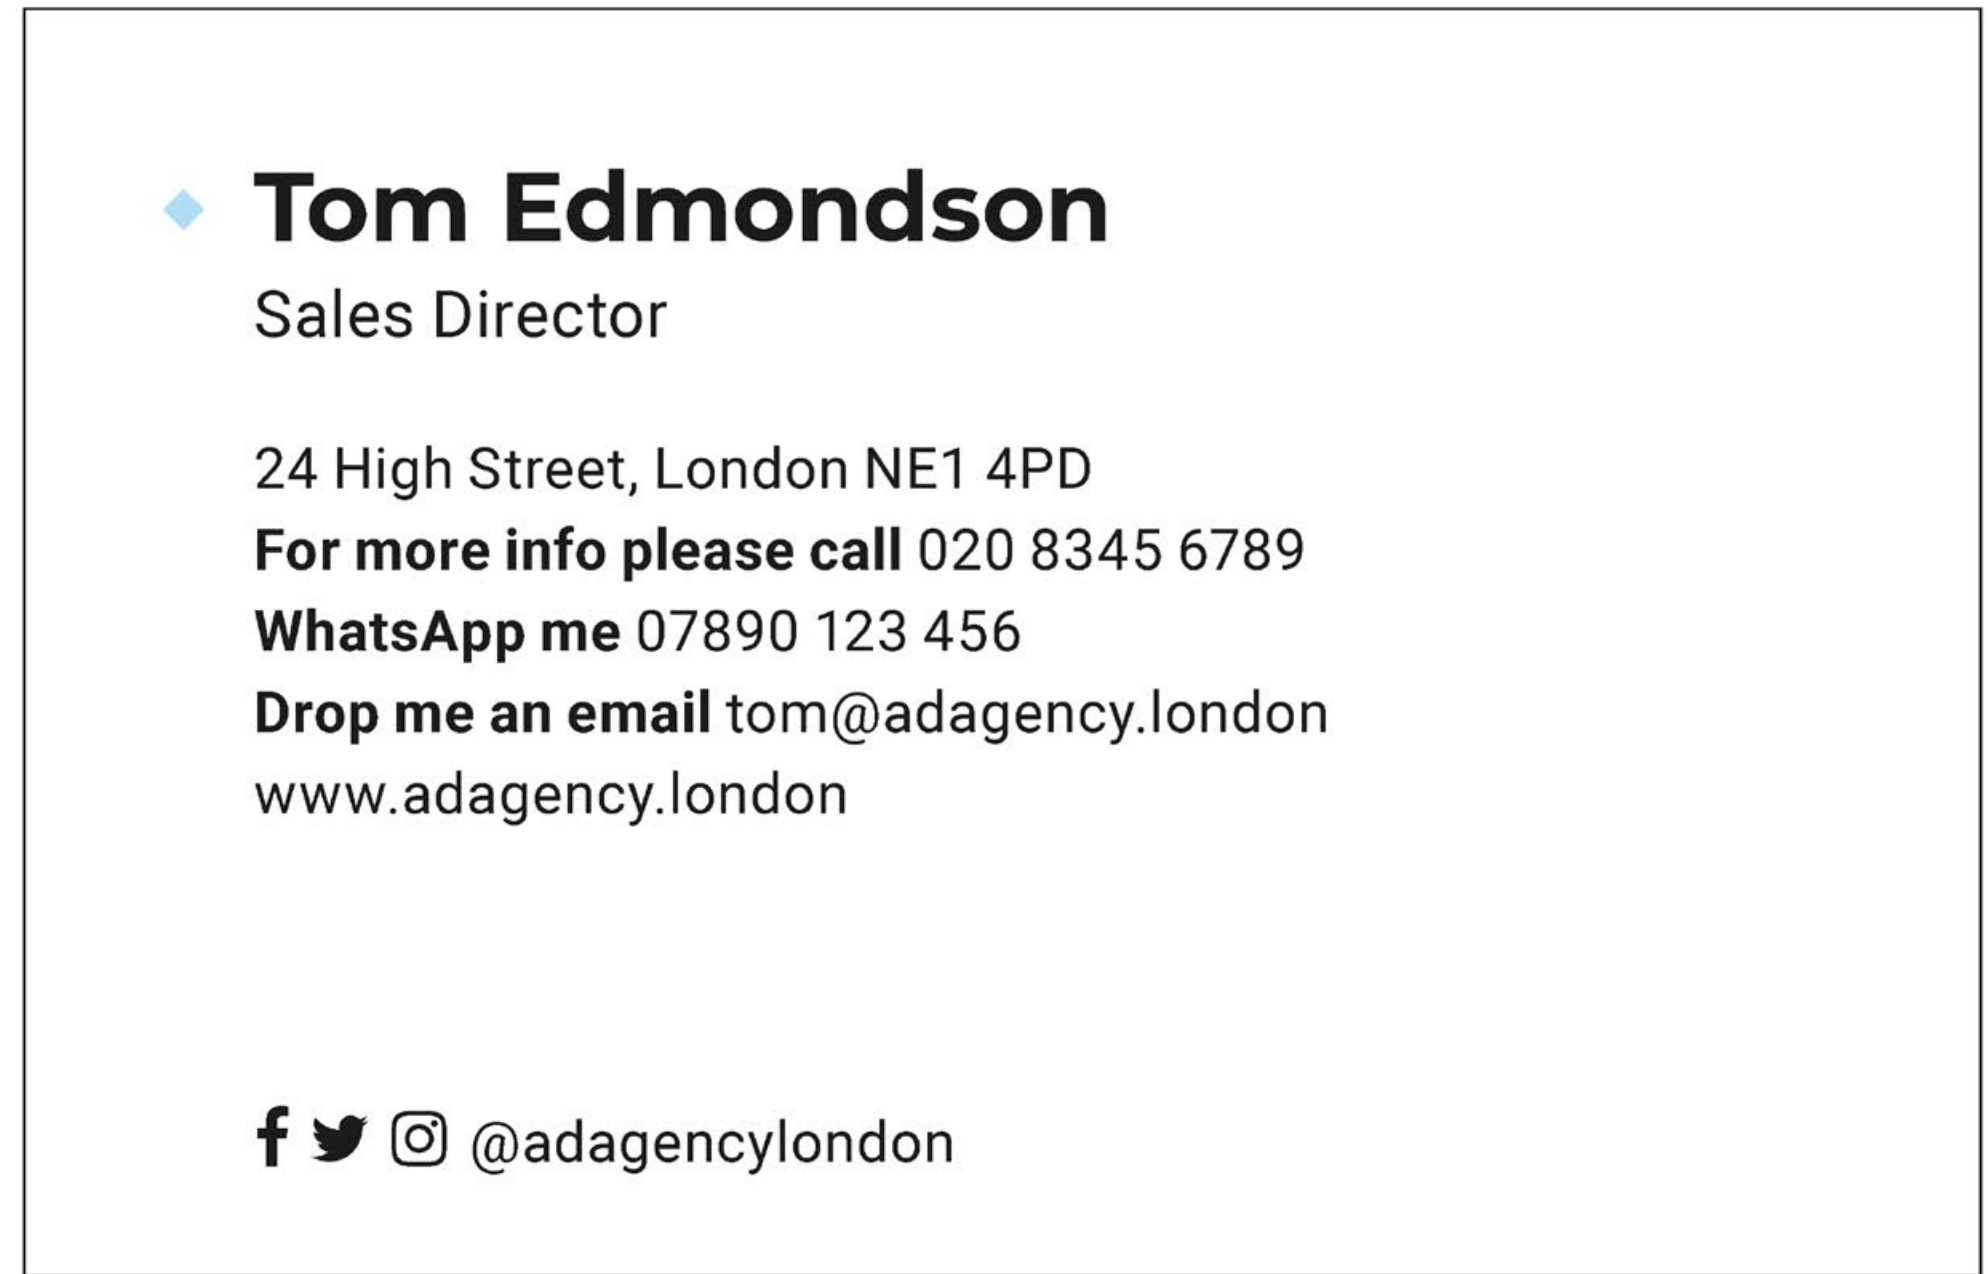 Tom Edmondson
Sales Director
24 High Street, London NE1 4PD
For more info please call 020 8345 6789
WhatsApp me 07890 123 456
Drop me an email tom@adagency.london
www.adagency.london
@adagencylondon